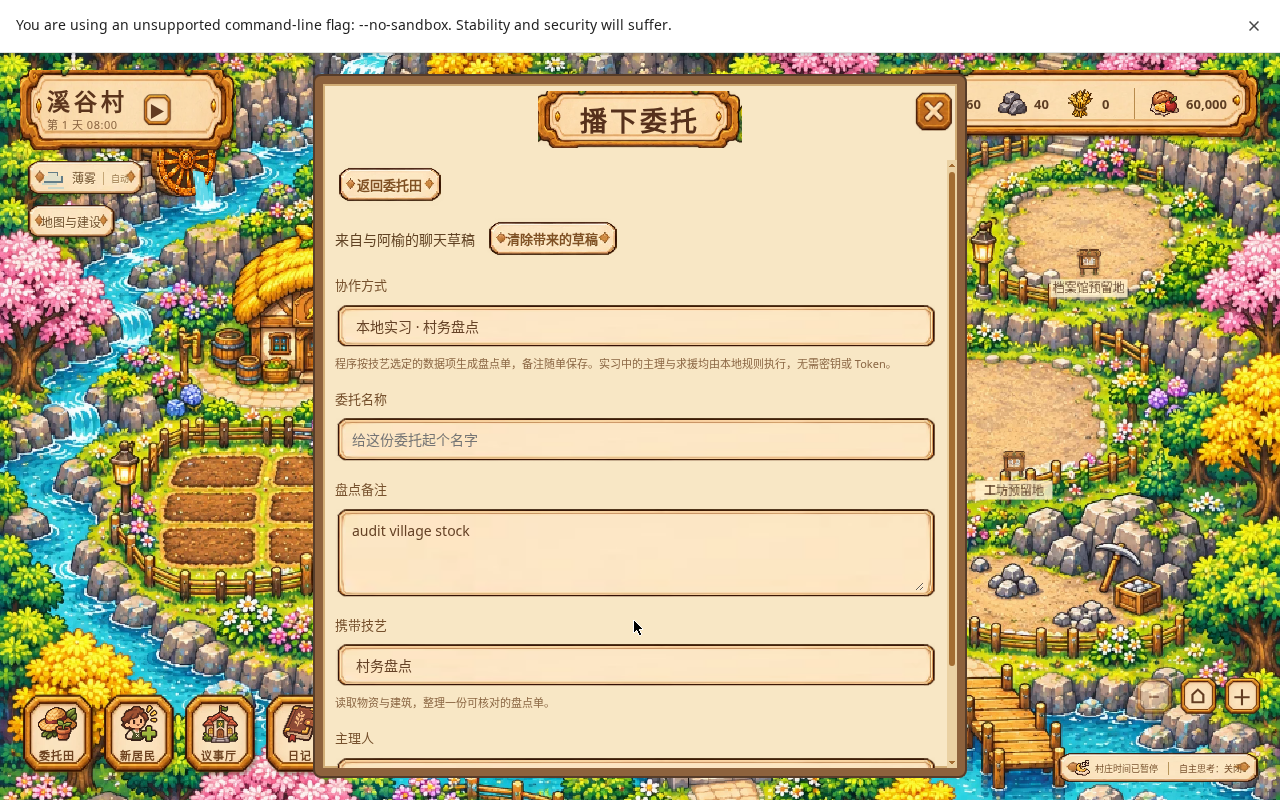 You are using an unsupported command-line flag: --no-sandbox. Stability and security will suffer.
溪谷村
第 1 天 08:00
薄雾
自动
地图与建设
60
40
0
60,000
播下委托
返回委托田
来自与阿榆的聊天草稿
清除带来的草稿
协作方式
本地实习 · 村务盘点
程序按技艺选定的数据项生成盘点单，备注随单保存。实习中的主理与求援均由本地规则执行，无需密钥或 Token。
委托名称
给这份委托起个名字
盘点备注
audit village stock
携带技艺
村务盘点
读取物资与建筑，整理一份可核对的盘点单。
主理人
档案馆预留地
工坊预留地
委托田
新居民
议事厅
日记
村庄时间已暂停
自主思考：关闭